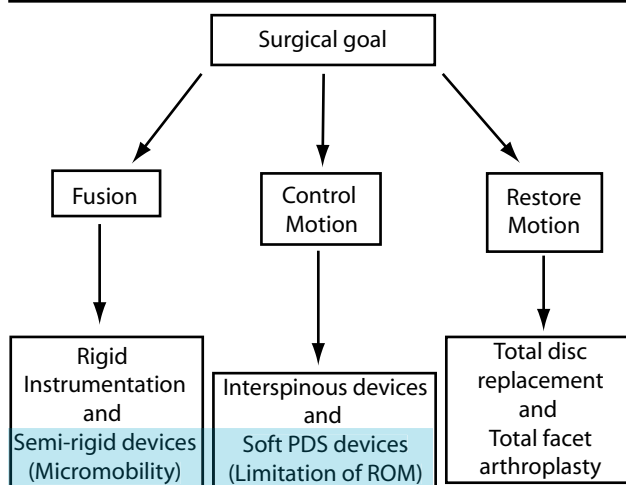 Surgical goal
Fusion
Control
Motion
Restore
Motion
Rigid
Instrumentation
and
Semi-rigid devices
(Micromobility)
Interspinous devices
and
Soft PDS devices
(Limitation of ROM)
Total disc
replacement
and
Total facet
arthroplasty